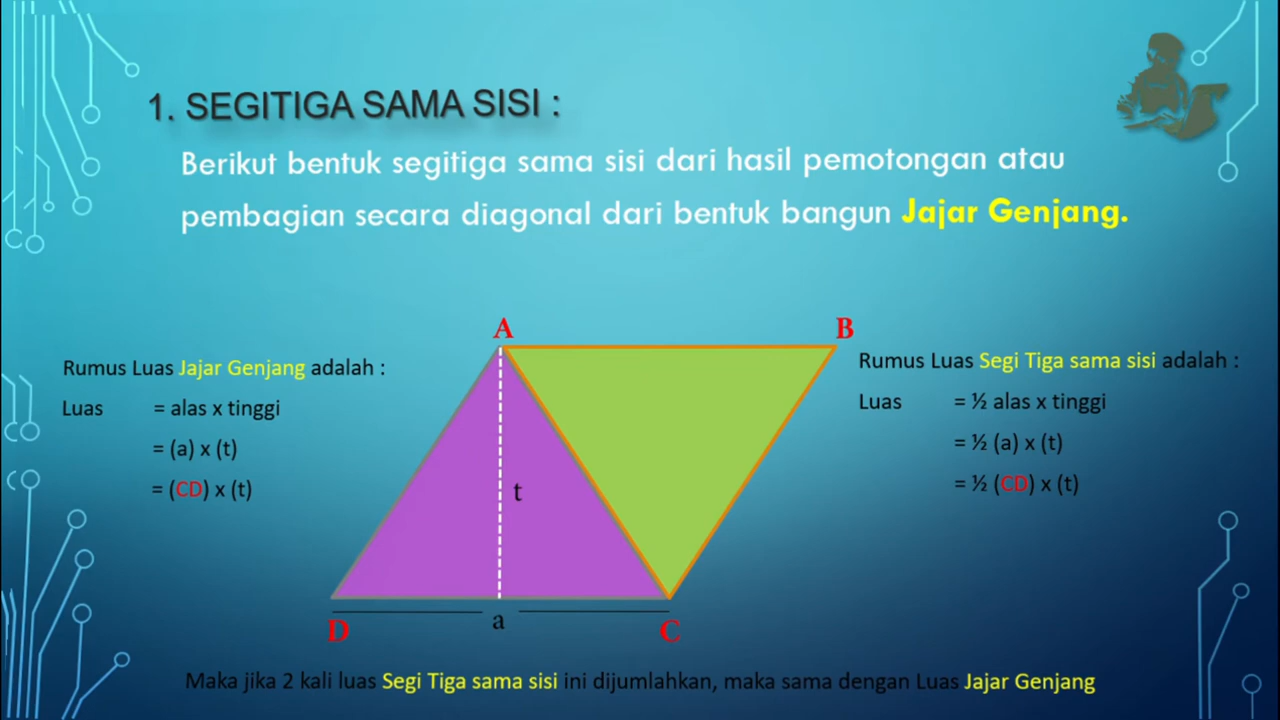 1. SEGITIGA SAMA SISI :
Berikut bentuk segitiga sama sisi dari hasil pemotongan atau
pembagian secara diagonal dari bentuk bangun Jajar Genjang.
Rumus Luas Jajar Genjang adalah :
Luas = alas x tinggi
= (a) x (t)
= (CD) x (t)
A
B
t
D
a
C
Rumus Luas Segi Tiga sama sisi adalah :
Luas = ½ alas x tinggi
= ½ (a) x (t)
= ½ (CD) x (t)
Maka jika 2 kali luas Segi Tiga sama sisi ini dijumlahkan, maka sama dengan Luas Jajar Genjang